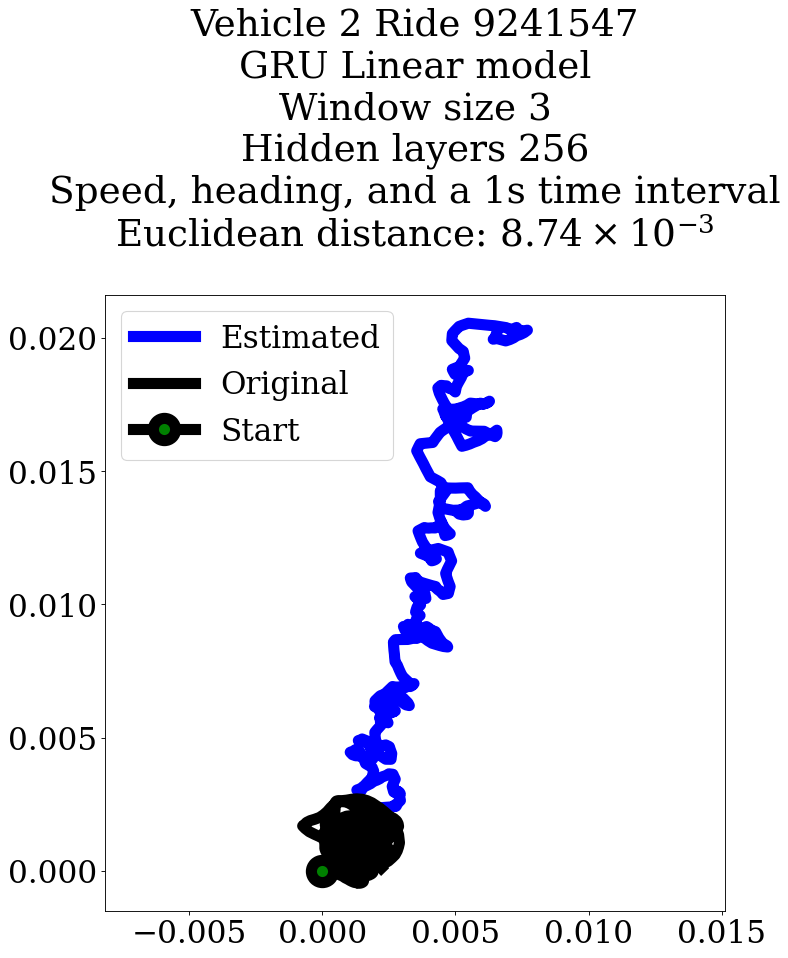 Vehicle 2 Ride 9241547
GRU Linear model
Window size 3
Hidden layers 256
Speed, heading, and a 1s time interval
Euclidean distance: 8.74 × 10⁻³
Estimated
Original
Start
0.020
0.015
0.010
0.005
0.000
−0.005 0.000 0.005 0.010 0.015